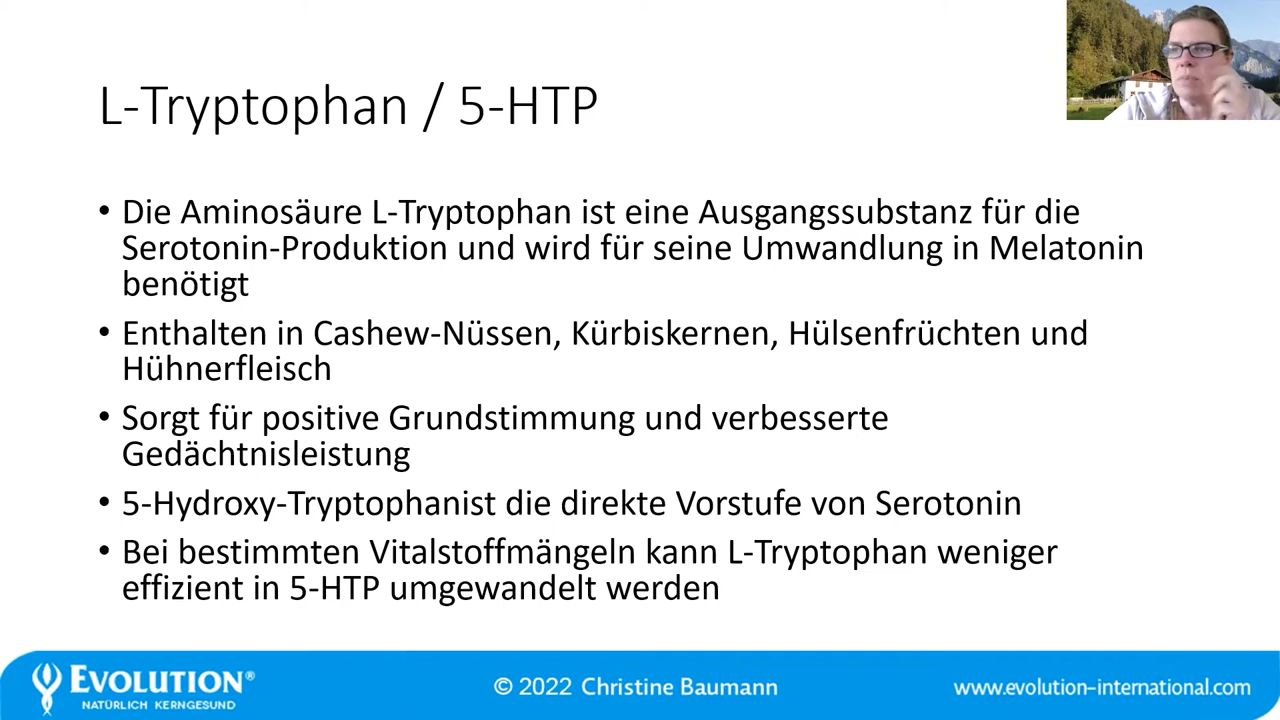 L-Tryptophan / 5-HTP
• Die Aminosäure L-Tryptophan ist eine Ausgangssubstanz für die
Serotonin-Produktion und wird für seine Umwandlung in Melatonin
benötigt
• Enthalten in Cashew-Nüssen, Kürbiskernen, Hülsenfrüchten und
Hühnerfleisch
• Sorgt für positive Grundstimmung und verbesserte
Gedächtnisleistung
• 5-Hydroxy-Tryptophanist die direkte Vorstufe von Serotonin
• Bei bestimmten Vitalstoffmängeln kann L-Tryptophan weniger
effizient in 5-HTP umgewandelt werden
EVOLUTION®
NATÜRLICH KERNGESUND
© 2022 Christine Baumann
www.evolution-international.com